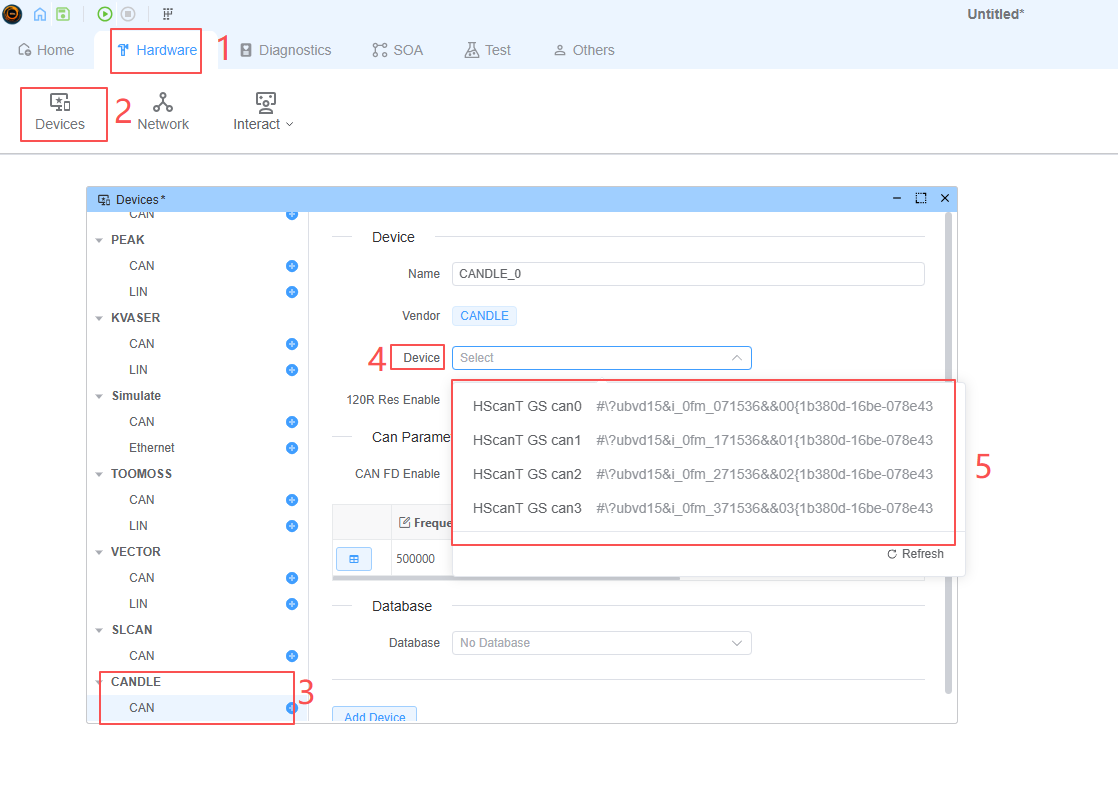 Untitled*
Home Hardware 1 Diagnostics SOA Test Others
Devices 2 Network Interact
Devices*
CAN
PEAK
CAN
LIN
KVASER
CAN
LIN
Simulate
CAN
Ethernet
TOOMOSS
CAN
LIN
VECTOR
CAN
LIN
SLCAN
CAN
CANDLE
CAN
3
Device
Name CANDLE_0
Vendor CANDLE
4 Device Select
120R Res Enable
HScanT GS can0 #\?ubvd15&i_0fm_071536&&00{1b380d-16be-078e43
HScanT GS can1 #\?ubvd15&i_0fm_171536&&01{1b380d-16be-078e43
HScanT GS can2 #\?ubvd15&i_0fm_271536&&02{1b380d-16be-078e43
HScanT GS can3 #\?ubvd15&i_0fm_371536&&03{1b380d-16be-078e43
5
Refresh
Can Parame
CAN FD Enable
Freque
500000
Database
Database No Database
Add Device